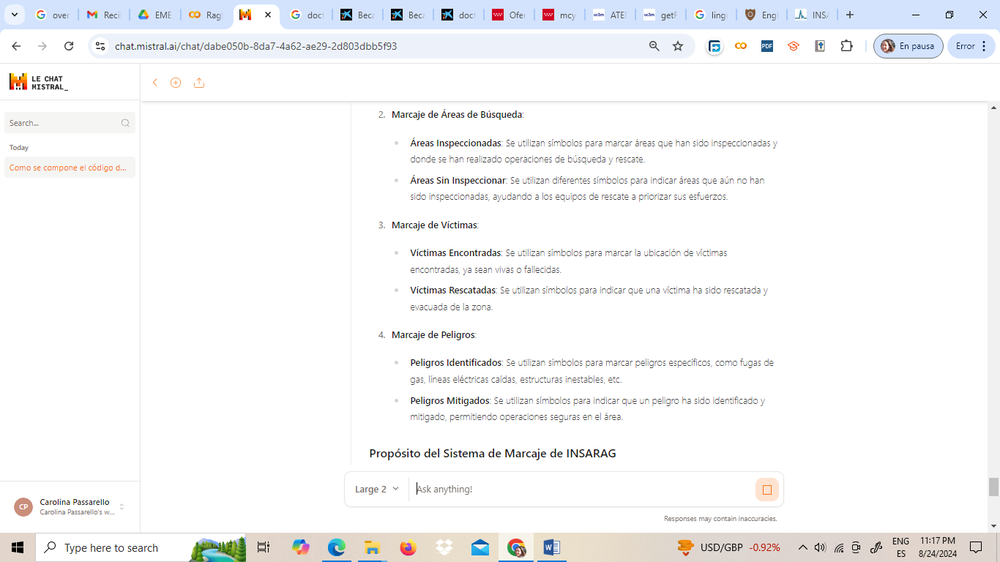 over
Reci
EME
Rag
doct
Beca
Beca
doct
Ofer
mcy
ATEI
getF
ling
Engl
INSA
chat.mistral.ai/chat/dabe050b-8da7-4a62-ae29-2d803dbb5f93
PDF
En pausa
Error
LE CHAT
MISTRAL_
Search...
Today
Como se compone el código d...
2. Marcaje de Áreas de Búsqueda:
Áreas Inspeccionadas: Se utilizan símbolos para marcar áreas que han sido inspeccionadas y
donde se han realizado operaciones de búsqueda y rescate.
Áreas Sin Inspeccionar: Se utilizan diferentes símbolos para indicar áreas que aún no han
sido inspeccionadas, ayudando a los equipos de rescate a priorizar sus esfuerzos.
3. Marcaje de Víctimas:
Víctimas Encontradas: Se utilizan símbolos para marcar la ubicación de víctimas
encontradas, ya sean vivas o fallecidas.
Víctimas Rescatadas: Se utilizan símbolos para indicar que una víctima ha sido rescatada y
evacuada de la zona.
4. Marcaje de Peligros:
Peligros Identificados: Se utilizan símbolos para marcar peligros específicos, como fugas de
gas, líneas eléctricas caídas, estructuras inestables, etc.
Peligros Mitigados: Se utilizan símbolos para indicar que un peligro ha sido identificado y
mitigado, permitiendo operaciones seguras en el área.
Propósito del Sistema de Marcaje de INSARAG
Large 2
Ask anything!
Responses may contain inaccuracies.
CP
Carolina Passarello
Carolina Passarello's w...
Type here to search
USD/GBP -0.92%
ENG
ES
11:17 PM
8/24/2024